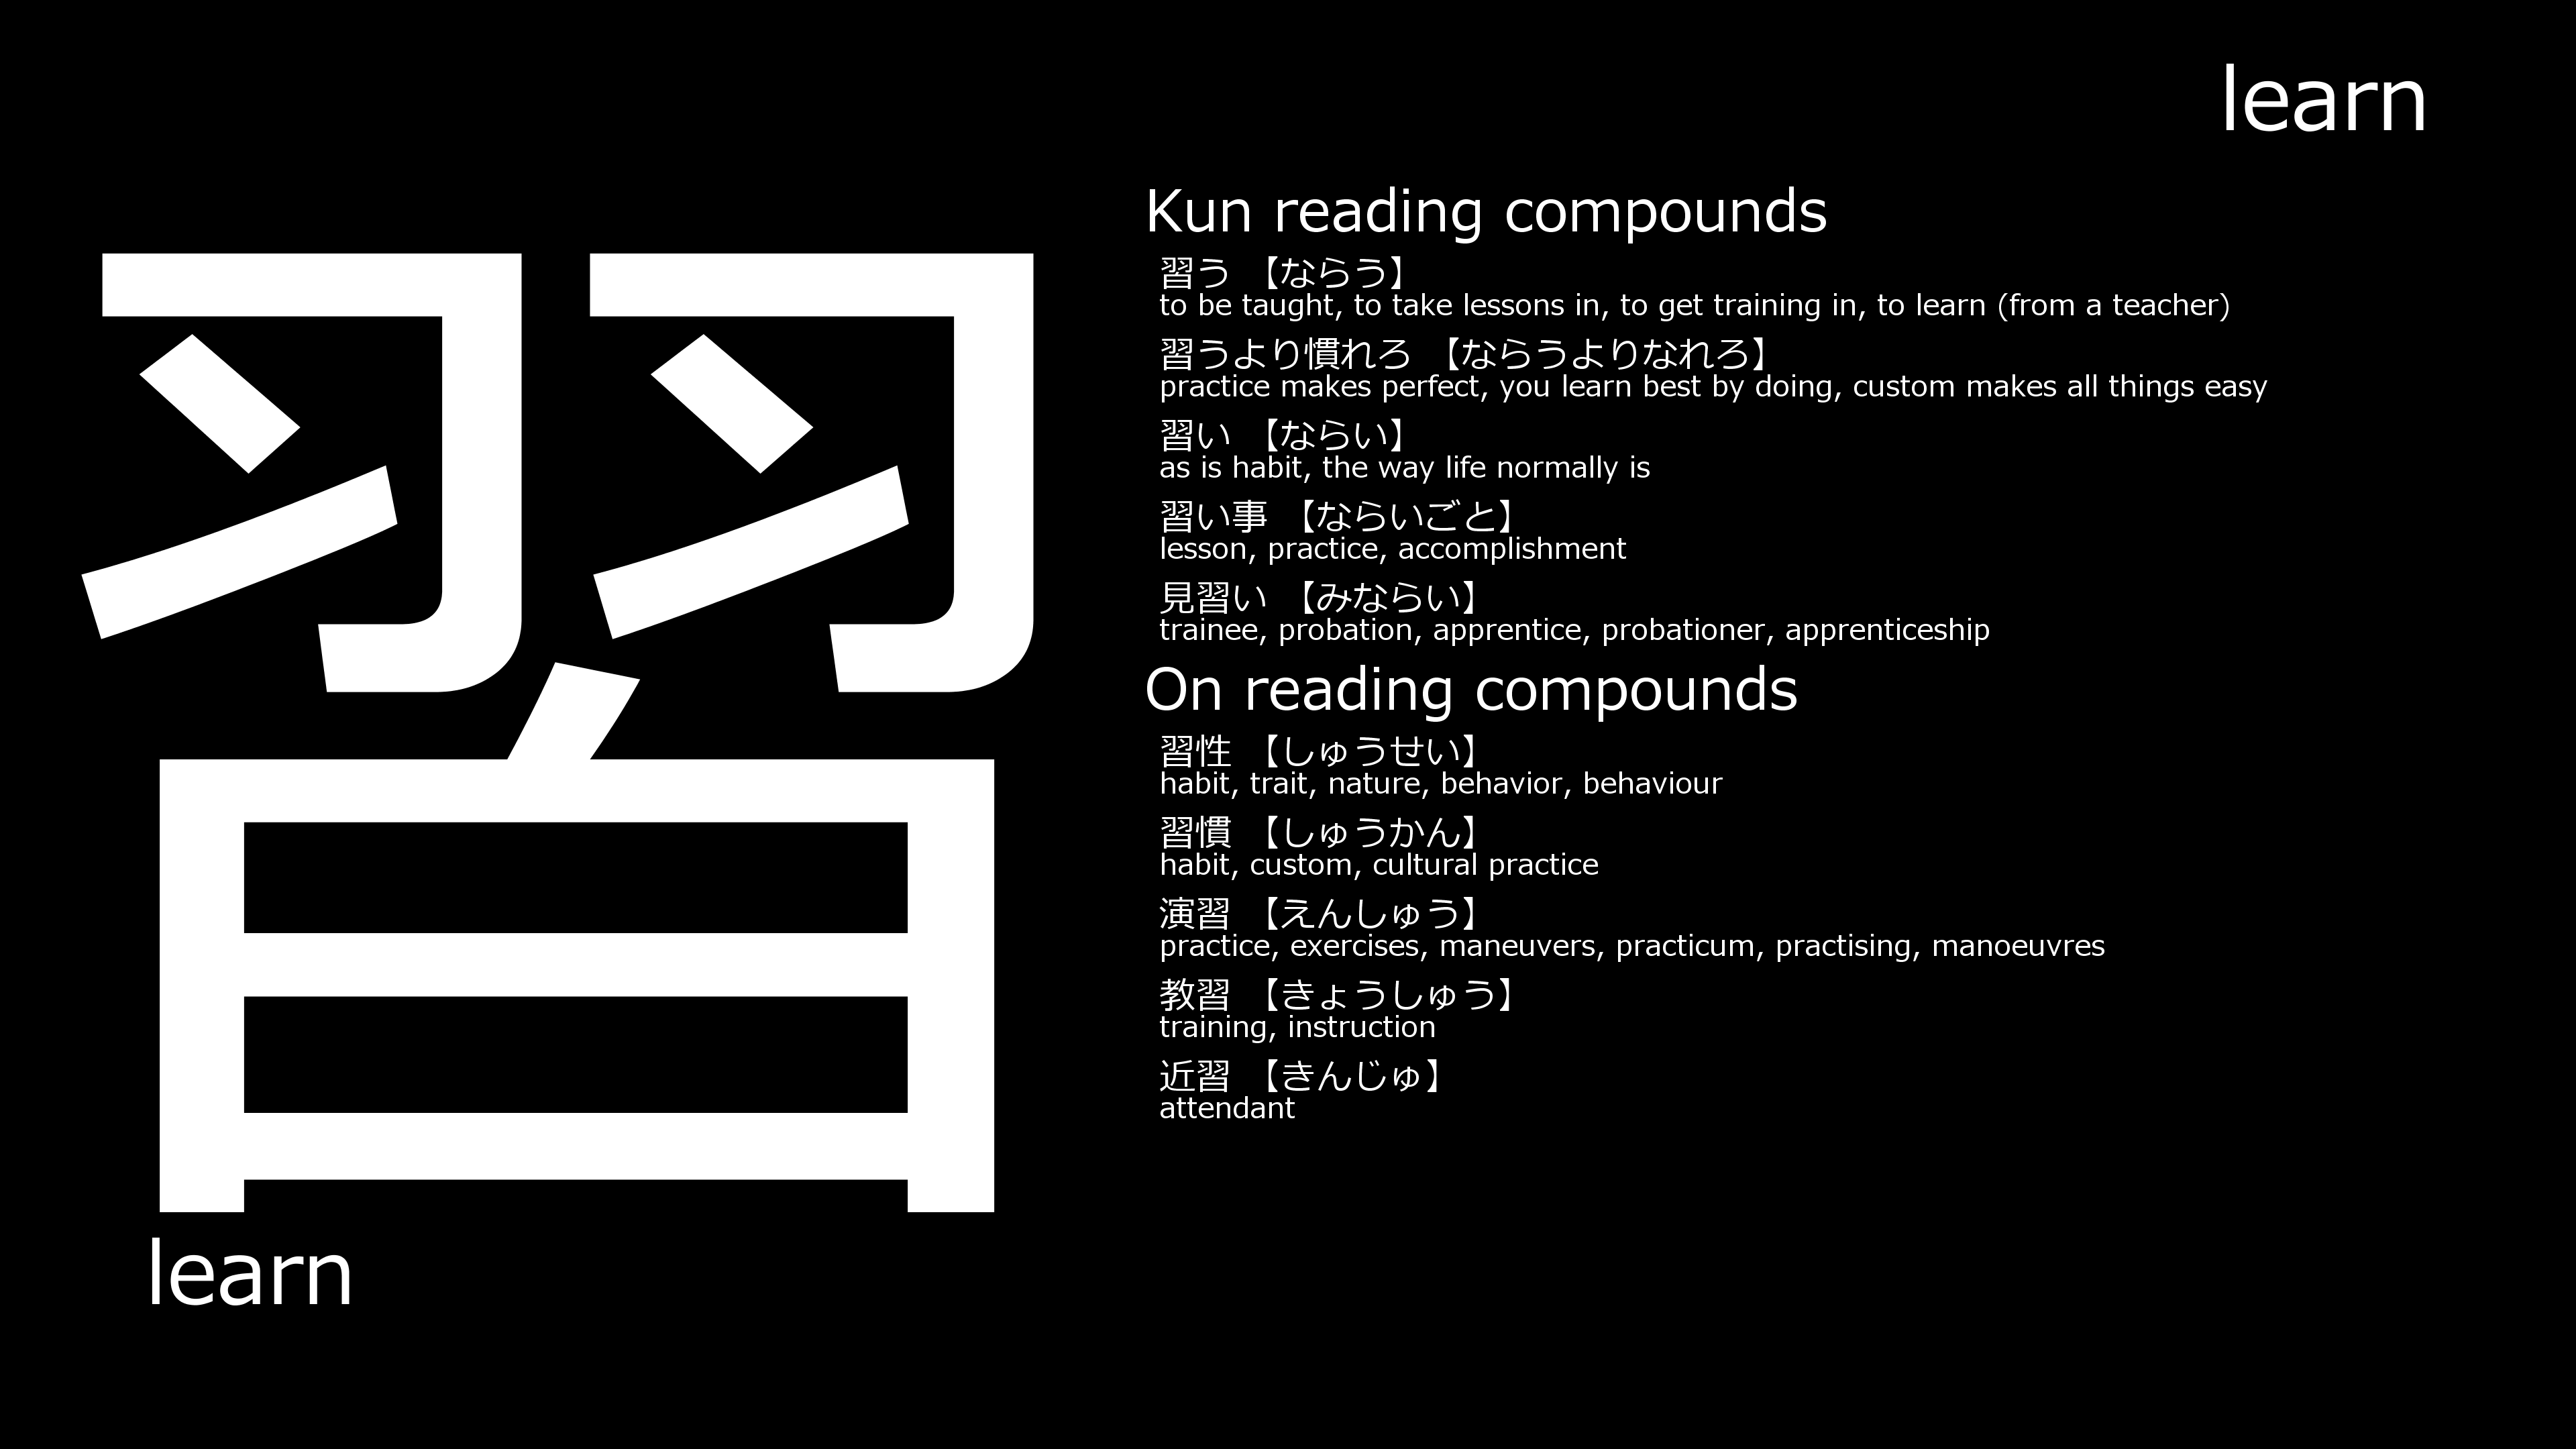 learn
習
learn
Kun reading compounds
習う 【ならう】
to be taught, to take lessons in, to get training in, to learn (from a teacher)
習うより慣れろ 【ならうよりなれろ】
practice makes perfect, you learn best by doing, custom makes all things easy
習い 【ならい】
as is habit, the way life normally is
習い事 【ならいごと】
lesson, practice, accomplishment
見習い 【みならい】
trainee, probation, apprentice, probationer, apprenticeship
On reading compounds
習性 【しゅうせい】
habit, trait, nature, behavior, behaviour
習慣 【しゅうかん】
habit, custom, cultural practice
演習 【えんしゅう】
practice, exercises, maneuvers, practicum, practising, manoeuvres
教習 【きょうしゅう】
training, instruction
近習 【きんじゅ】
attendant